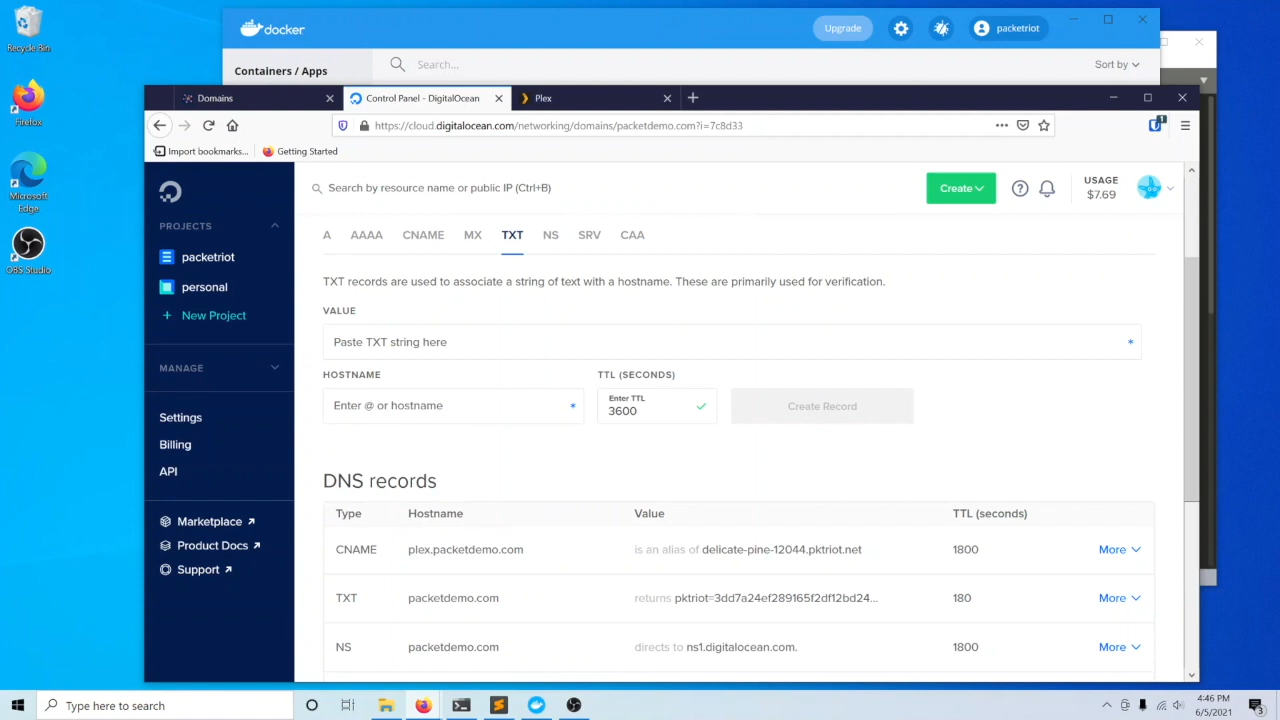 Recycle Bin
Firefox
Microsoft
Edge
OBS Studio
docker
Upgrade
packetriot
Containers / Apps
Search...
Sort by
Domains
Control Panel - DigitalOcean
Plex
https://cloud.digitalocean.com/networking/domains/packetdemo.com?i=7c8d33
1
Import bookmarks...
Getting Started
PROJECTS
packetriot
personal
+ New Project
MANAGE
Settings
Billing
API
Marketplace
Product Docs
Support
Search by resource name or public IP (Ctrl+B)
Create
?
USAGE
$7.69
A AAAA CNAME MX TXT NS SRV CAA
TXT records are used to associate a string of text with a hostname. These are primarily used for verification.
VALUE
Paste TXT string here *
HOSTNAME TTL (SECONDS)
Enter @ or hostname *
Enter TTL
3600
Create Record
DNS records
Type Hostname Value TTL (seconds)
CNAME plex.packetdemo.com is an alias of delicate-pine-12044.pktriot.net 1800 More
TXT packetdemo.com returns pktriot=3dd7a24ef289165f2df12bd24... 180 More
NS packetdemo.com directs to ns1.digitalocean.com. 1800 More
Type here to search
4:46 PM
6/5/2021
3